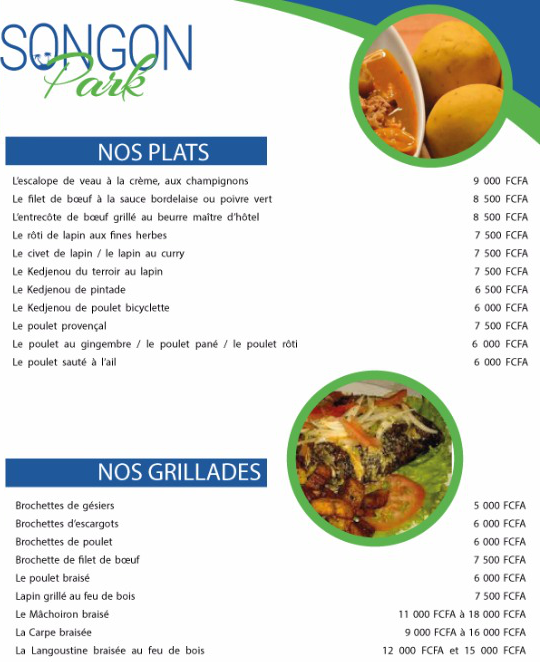 SONGON
Park
NOS PLATS
L'escalope de veau à la crème, aux champignons 9 000 FCFA
Le filet de bœuf à la sauce bordelaise ou poivre vert 8 500 FCFA
L'entrecôte de bœuf grillé au beurre maître d'hôtel 8 500 FCFA
Le rôti de lapin aux fines herbes 7 500 FCFA
Le civet de lapin / le lapin au curry 7 500 FCFA
Le Kedjenou du terroir au lapin 7 500 FCFA
Le Kedjenou de pintade 6 500 FCFA
Le Kedjenou de poulet bicyclette 6 000 FCFA
Le poulet provençal 7 500 FCFA
Le poulet au gingembre / le poulet pané / le poulet rôti 6 000 FCFA
Le poulet sauté à l'ail 6 000 FCFA
NOS GRILLADES
Brochettes de gésiers 5 000 FCFA
Brochettes d'escargots 6 000 FCFA
Brochettes de poulet 6 000 FCFA
Brochette de filet de bœuf 7 500 FCFA
Le poulet braisé 6 000 FCFA
Lapin grillé au feu de bois 7 500 FCFA
Le Mâchoiron braisé 11 000 FCFA à 18 000 FCFA
La Carpe braisée 9 000 FCFA à 16 000 FCFA
La Langoustine braisée au feu de bois 12 000 FCFA et 15 000 FCFA